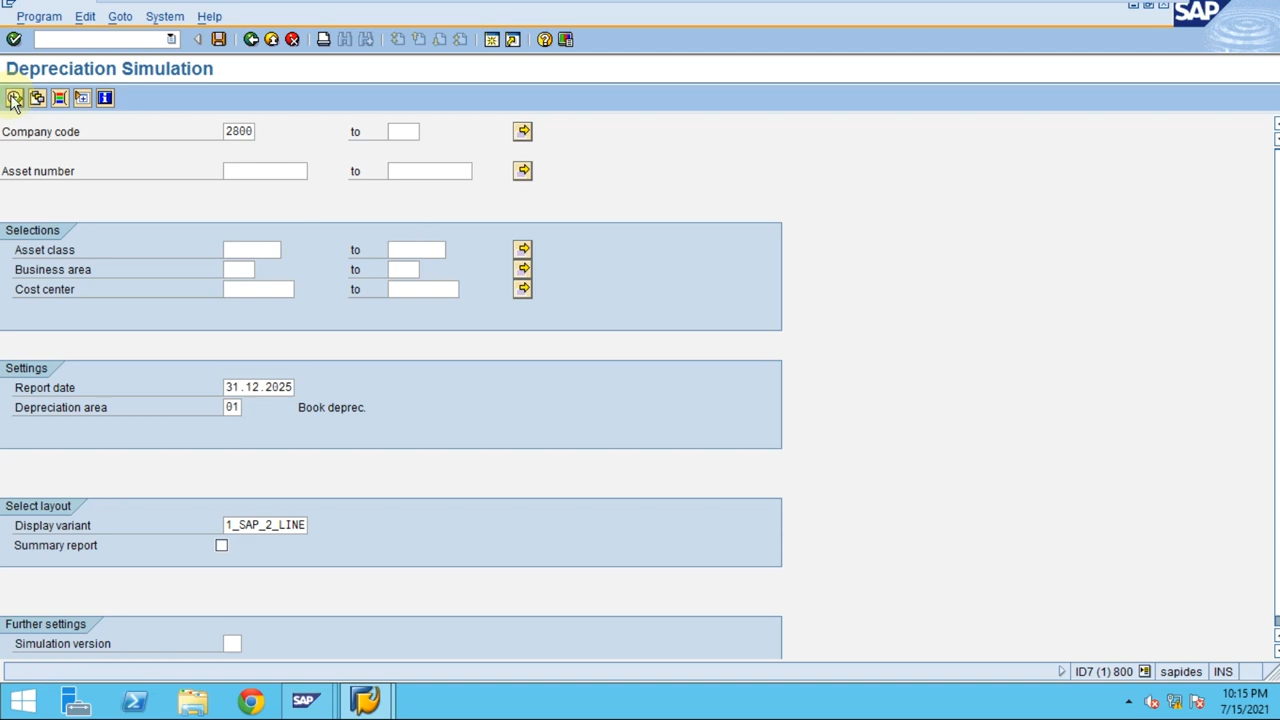 Program Edit Goto System Help
SAP
Depreciation Simulation
Company code 2800 to
Asset number to
Selections
Asset class to
Business area to
Cost center to
Settings
Report date 31.12.2025
Depreciation area 01 Book deprec.
Select layout
Display variant 1_SAP_2_LINE
Summary report
Further settings
Simulation version
ID7 (1) 800 sapides INS
SAP
10:15 PM
7/15/2021